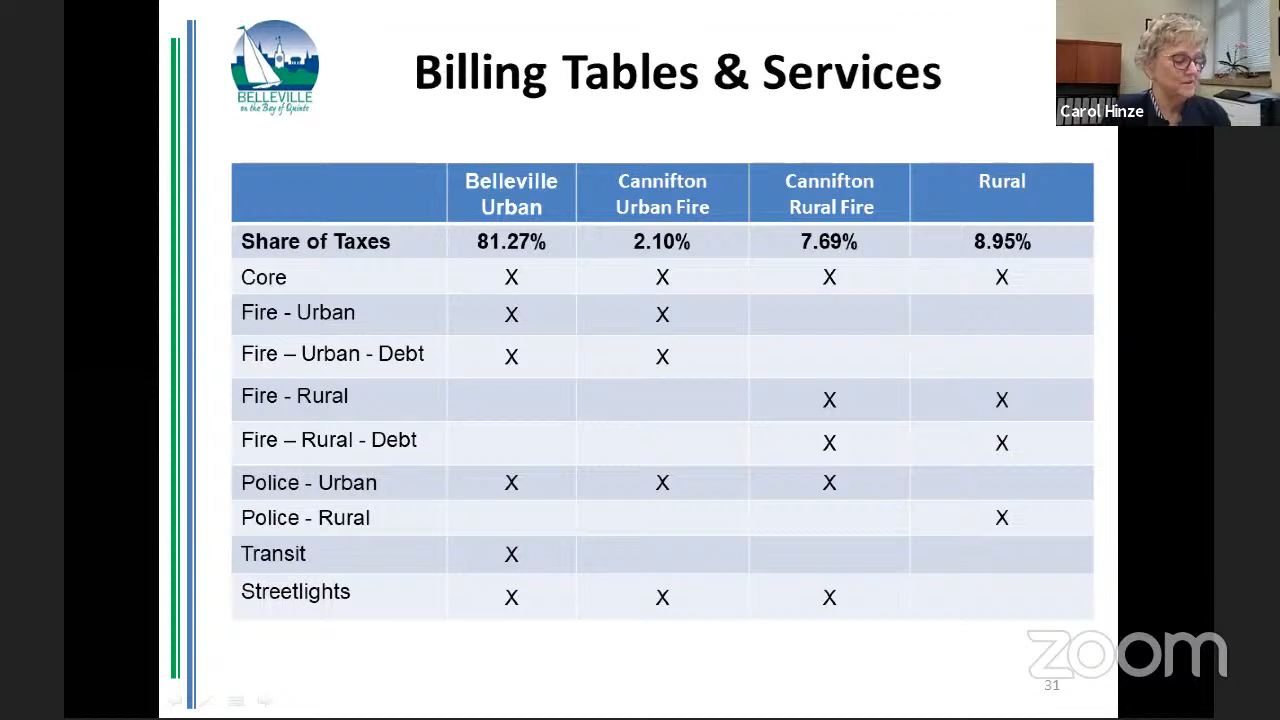 BELLEVILLE
on the Bay of Quinte
Billing Tables & Services
Carol Hinze
Belleville Urban Cannifton Urban Fire Cannifton Rural Fire Rural
Share of Taxes 81.27% 2.10% 7.69% 8.95%
Core X X X X
Fire - Urban X X
Fire – Urban - Debt X X
Fire - Rural X X
Fire – Rural - Debt X X
Police - Urban X X X
Police - Rural X
Transit X
Streetlights X X X
zoom
31